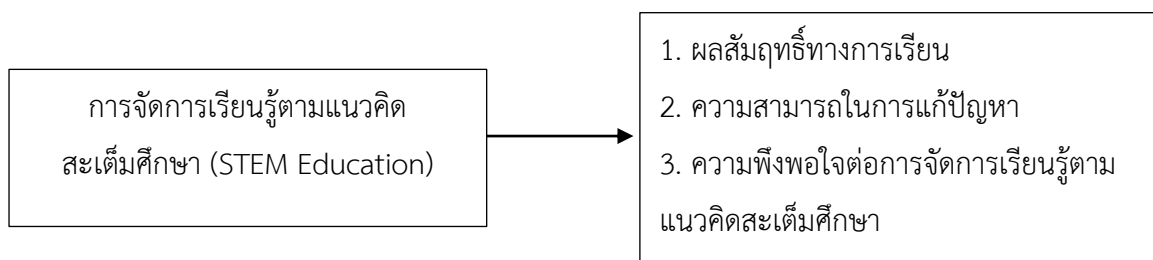 การจัดการเรียนรู้ตามแนวคิด
สะเต็มศึกษา (STEM Education)
1. ผลสัมฤทธิ์ทางการเรียน
2. ความสามารถในการแก้ปัญหา
3. ความพึงพอใจต่อการจัดการเรียนรู้ตาม
แนวคิดสะเต็มศึกษา